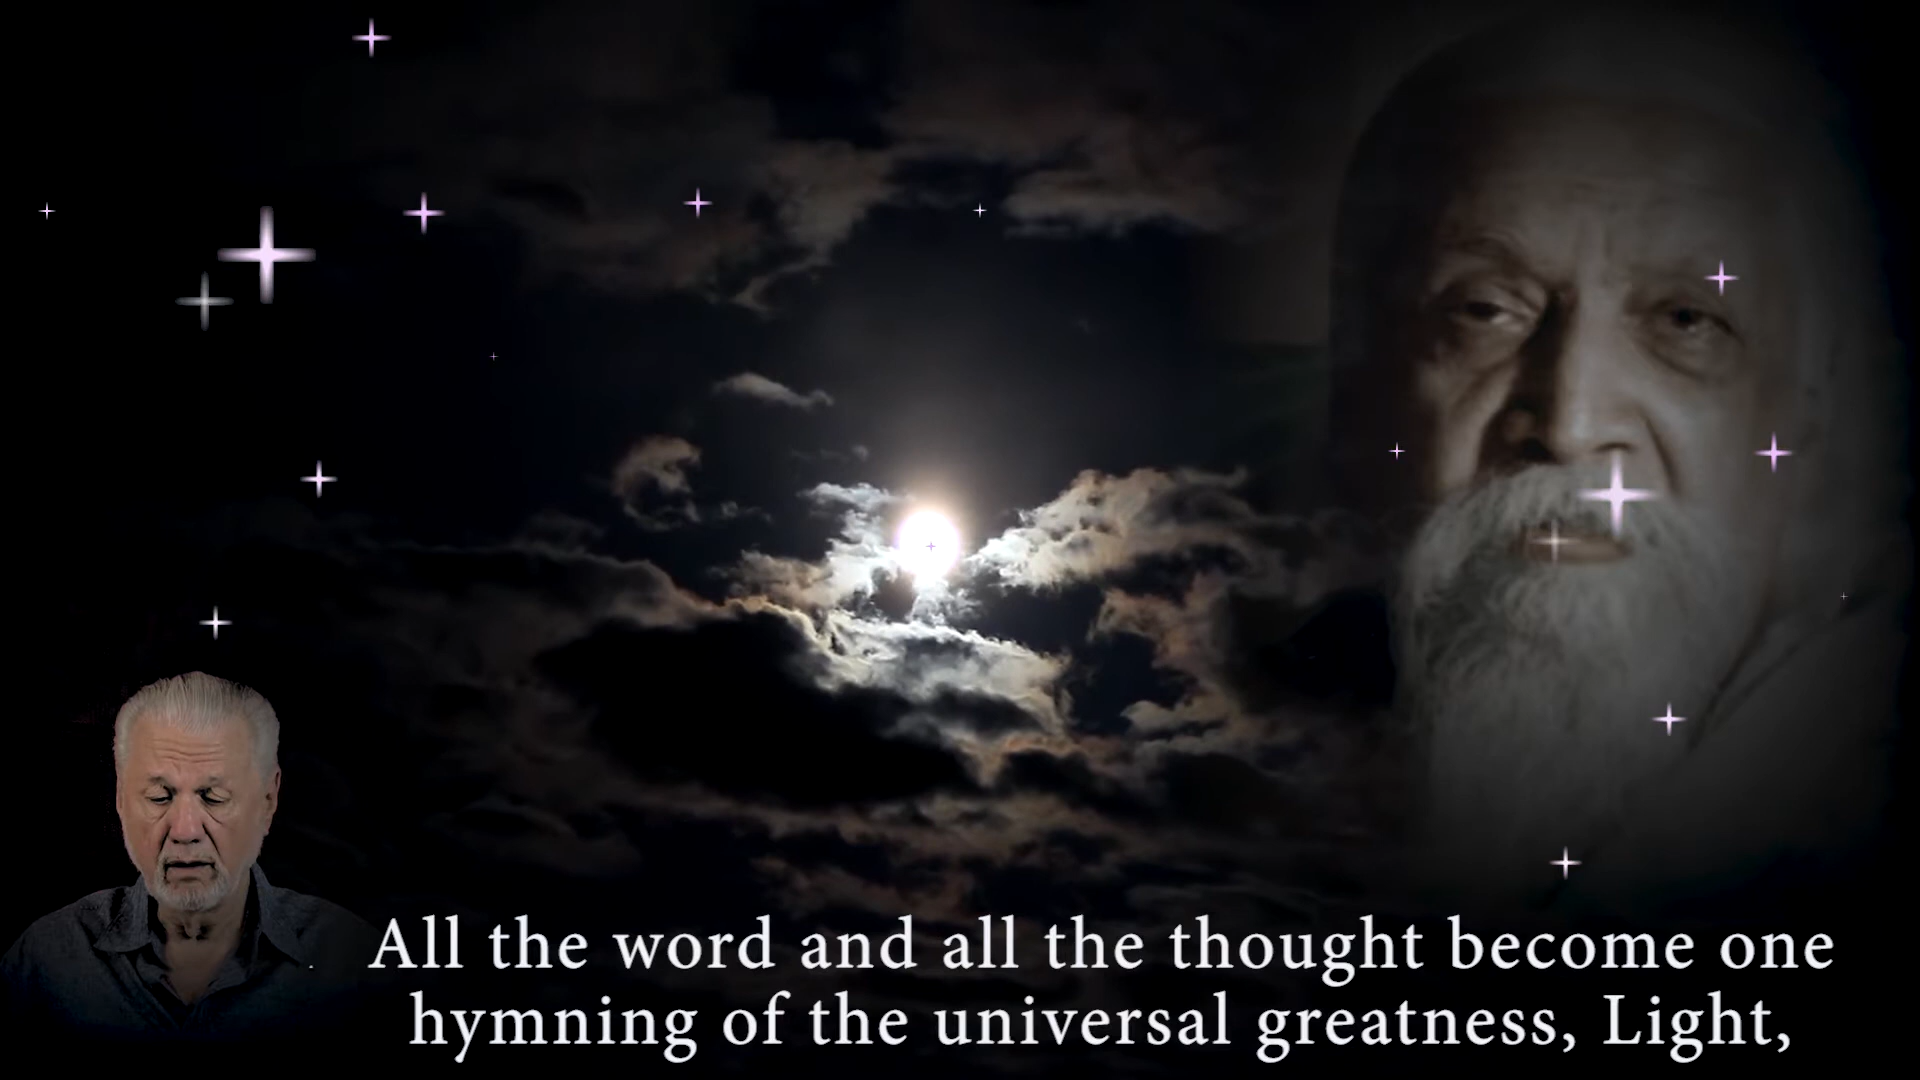 All the word and all the thought become one
hymning of the universal greatness, Light,